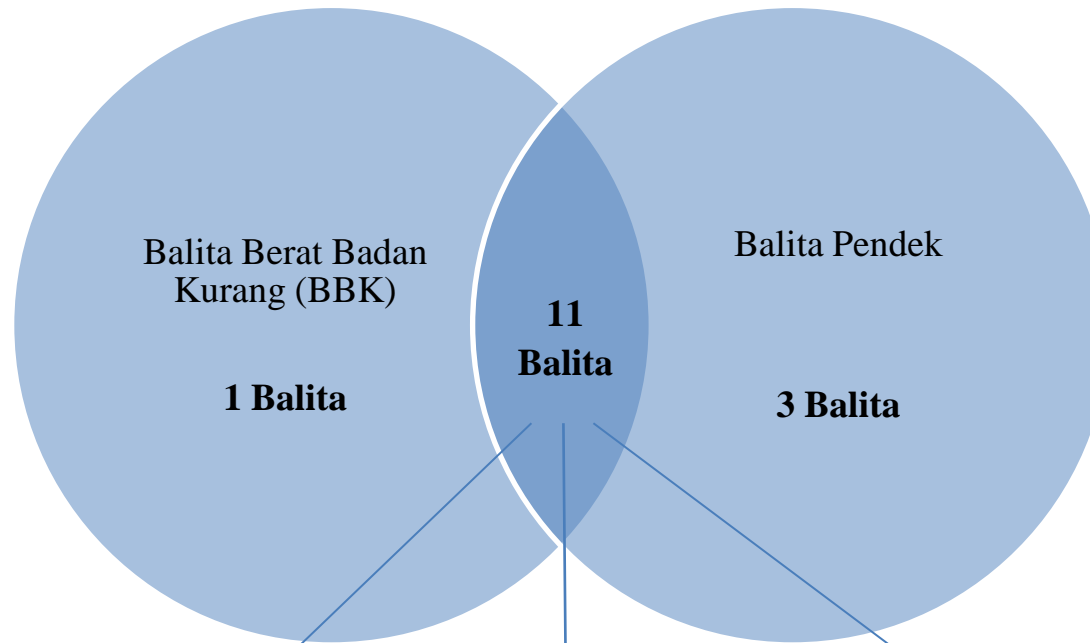 Balita Berat Badan
Kurang (BBK)
1 Balita
11
Balita
Balita Pendek
3 Balita